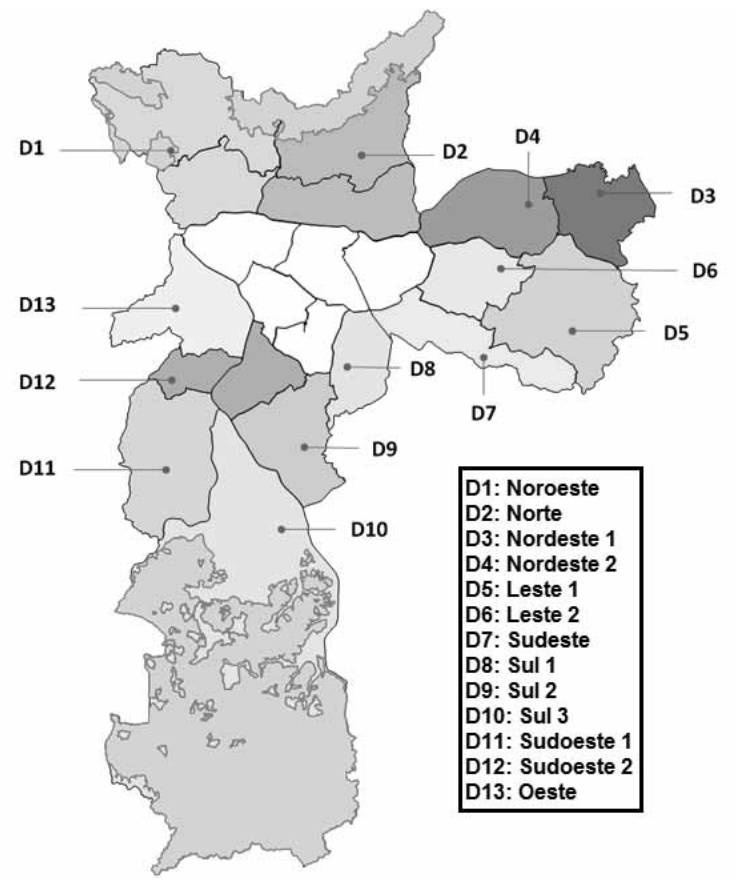 D1
D2
D4
D3
D6
D13
D5
D8
D12
D7
D9
D11
D10
D1: Noroeste
D2: Norte
D3: Nordeste 1
D4: Nordeste 2
D5: Leste 1
D6: Leste 2
D7: Sudeste
D8: Sul 1
D9: Sul 2
D10: Sul 3
D11: Sudoeste 1
D12: Sudoeste 2
D13: Oeste